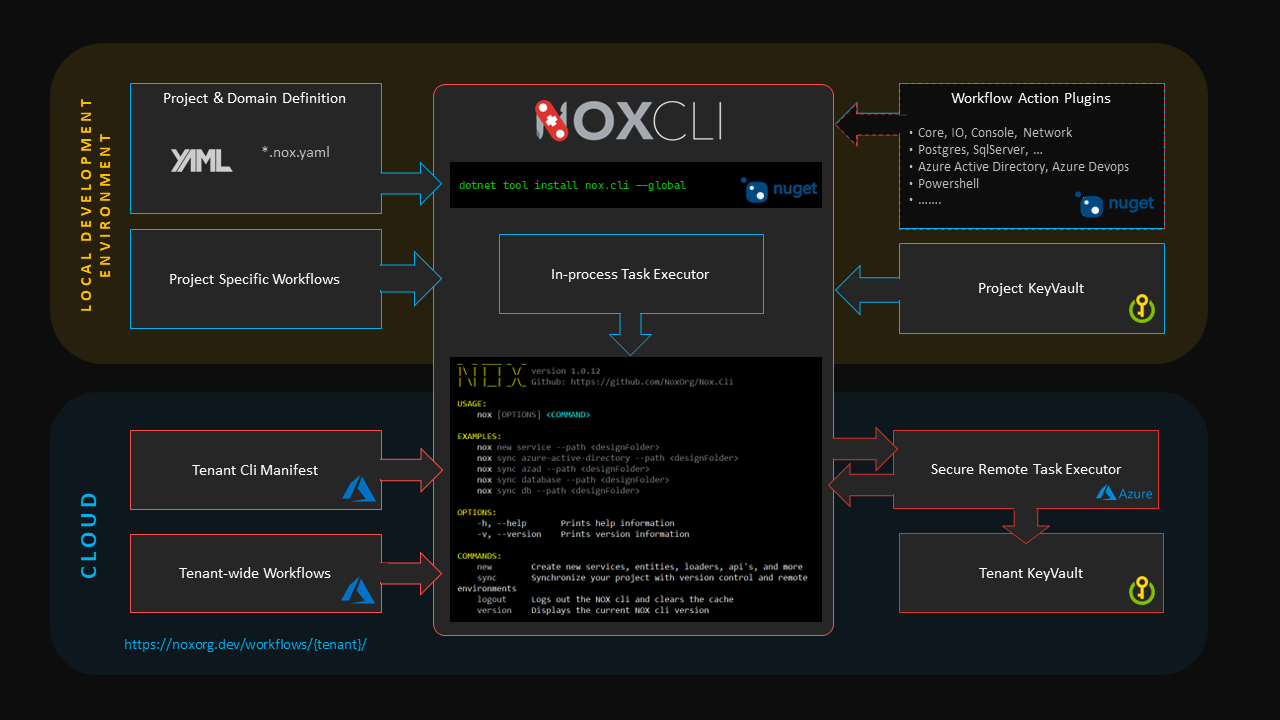 LOCAL DEVELOPMENT
ENVIRONMENT
Project & Domain Definition
YAML
*.nox.yaml
Project Specific Workflows
NOXCLI
dotnet tool install nox.cli --global
nuget
In-process Task Executor
Workflow Action Plugins
• Core, IO, Console, Network
• Postgres, SqlServer, ...
• Azure Active Directory, Azure Devops
• Powershell
• .......
nuget
Project KeyVault
NOX
version 1.0.12
Github: https://github.com/NoxOrg/Nox.Cli
USAGE:
nox [OPTIONS] <COMMAND>
EXAMPLES:
nox new service --path <designFolder>
nox sync azure-active-directory --path <designFolder>
nox sync azad --path <designFolder>
nox sync database --path <designFolder>
nox sync db --path <designFolder>
OPTIONS:
-h, --help Prints help information
-v, --version Prints version information
COMMANDS:
new Create new services, entities, loaders, api's, and more
sync Synchronize your project with version control and remote
environments
logout Logs out the NOX cli and clears the cache
version Displays the current NOX cli version
CLOUD
Tenant Cli Manifest
Tenant-wide Workflows
https://noxorg.dev/workflows/{tenant}/
Secure Remote Task Executor
Azure
Tenant KeyVault